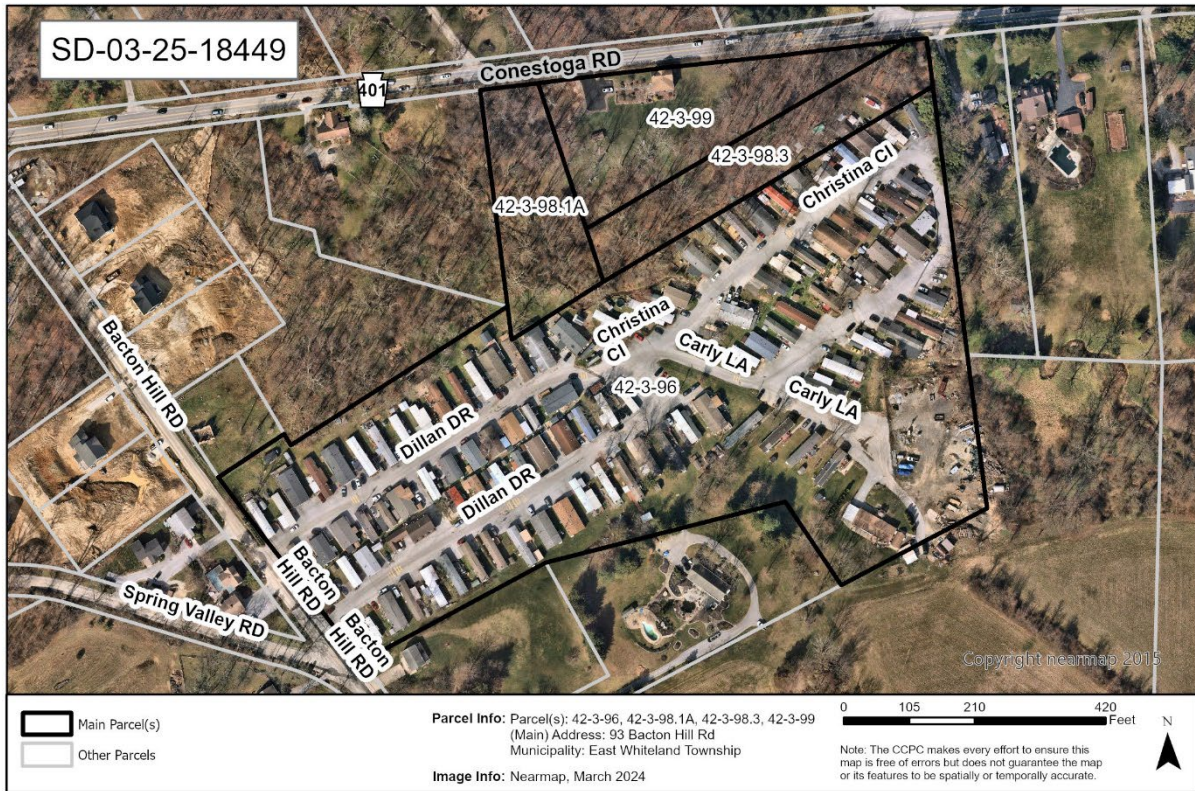 SD-03-25-18449
Conestoga RD
401
42-3-99
42-3-98.3
42-3-98.1A
Christina CI
Christina
CI
Bacton Hill RD
Carly LA
42-3-96
Carly LA
Dillan DR
Dillan DR
Bacton
Hill RD
Spring Valley RD
Bacton
Hill RD
Copyright nearmap 2015
Main Parcel(s)
Other Parcels
Parcel Info: Parcel(s): 42-3-96, 42-3-98.1A, 42-3-98.3, 42-3-99
(Main) Address: 93 Bacton Hill Rd
Municipality: East Whiteland Township
Image Info: Nearmap, March 2024
0 105 210 420
Feet
N
Note: The CCPC makes every effort to ensure this
map is free of errors but does not guarantee the map
or its features to be spatially or temporally accurate.